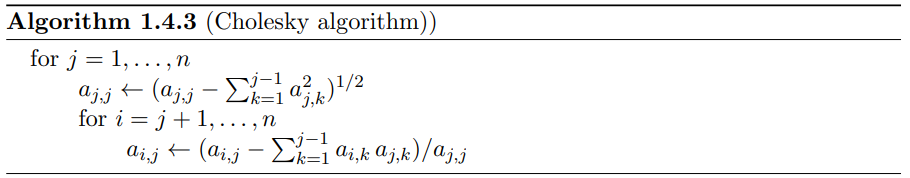 Algorithm 1.4.3 (Cholesky algorithm))
for j = 1, . . . , n
a_{j,j} ← (a_{j,j} − ∑_{k=1}^{j−1} a_{j,k}^2)^{1/2}
for i = j + 1, . . . , n
a_{i,j} ← (a_{i,j} − ∑_{k=1}^{j−1} a_{i,k} a_{j,k})/a_{j,j}